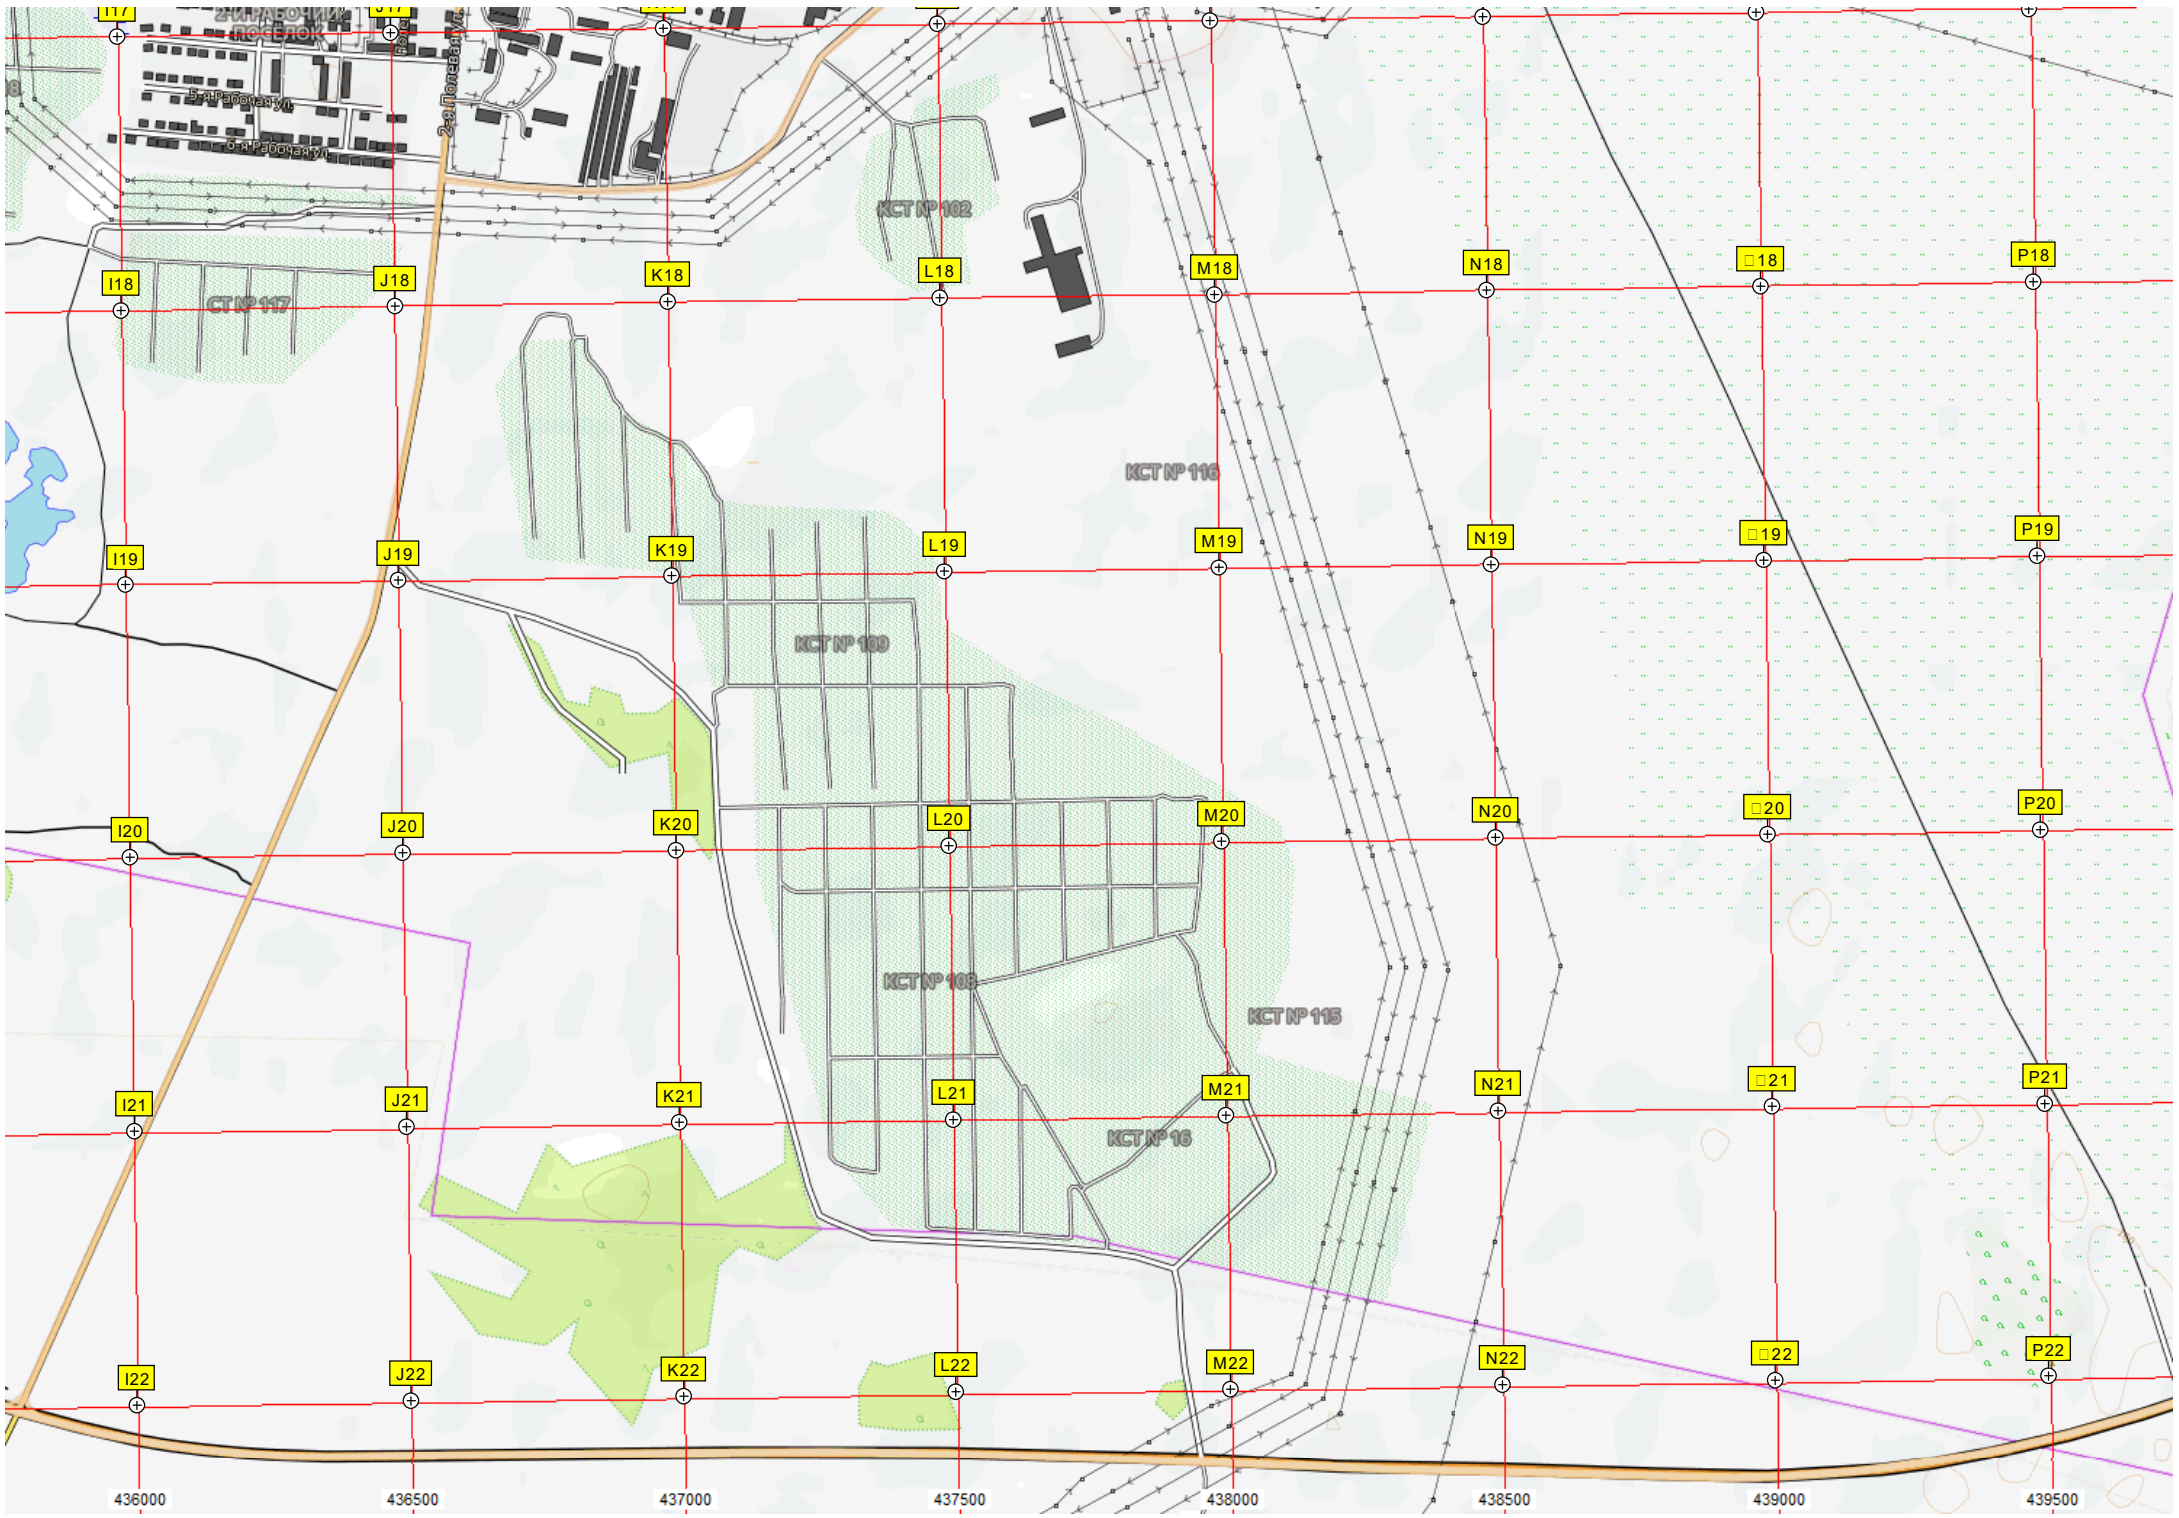 I17
J17
2-Й РАБОЧИЙ
ПОСЁЛОК
2-я Полевая ул.
5-я Рабочая ул.
6-я Рабочая ул.
КСТ № 102
I18
J18
K18
L18
M18
N18
□18
P18
СТ № 117
КСТ № 116
I19
J19
K19
L19
M19
N19
□19
P19
КСТ № 109
I20
J20
K20
L20
M20
N20
□20
P20
КСТ № 108
КСТ № 115
I21
J21
K21
L21
M21
N21
□21
P21
КСТ № 16
I22
J22
K22
L22
M22
N22
□22
P22
436000
436500
437000
437500
438000
438500
439000
439500